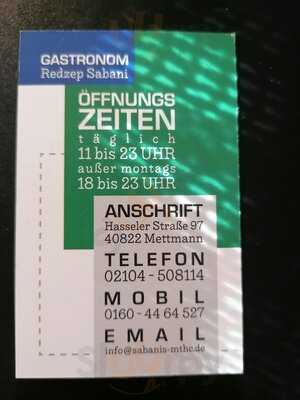 GASTRONOM
Redzep Sabani
ÖFFNUNGS
ZEITEN
täglich
11 bis 23 UHR
außer montags
18 bis 23 UHR
ANSCHRIFT
Hasseler Straße 97
40822 Mettmann
TELEFON
02104 - 508114
MOBIL
0160 - 44 64 527
EMAIL
info@sabanis-mthc.de